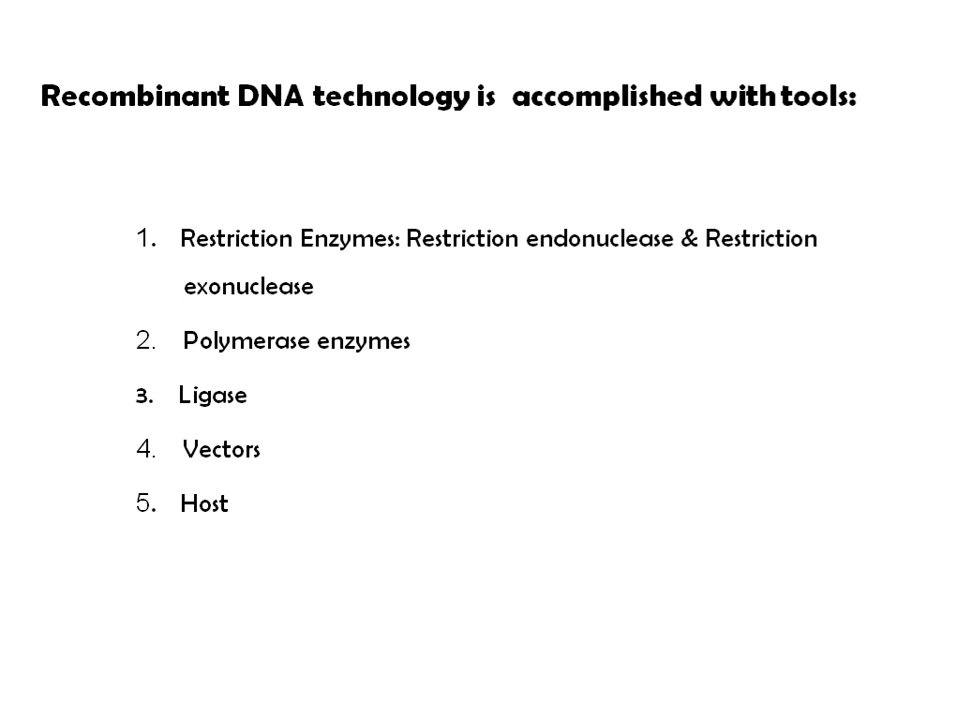 Recombinant DNA technology is accomplished with tools:
1. Restriction Enzymes: Restriction endonuclease & Restriction
exonuclease
2. Polymerase enzymes
3. Ligase
4. Vectors
5. Host